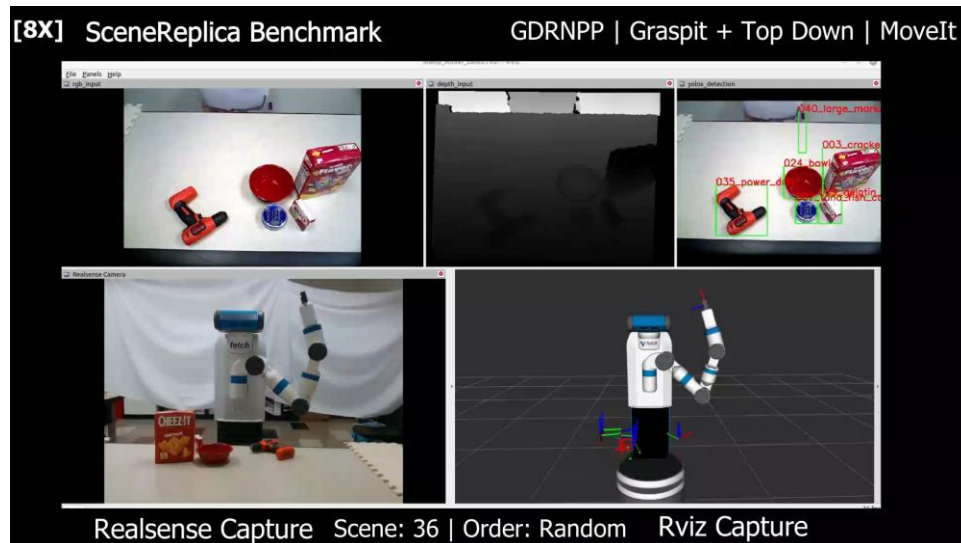 [8X] SceneReplica Benchmark
GDRNPP | Graspit + Top Down | MoveIt
File Panels Help
rgb_input
depth_input
yolox_detection
040_large_mark
003_cracke
024_bowl
035_power_d
fish_ca
Realsense Camera
fetch
fetch
CHEEZ-IT
Realsense Capture
Scene: 36 | Order: Random
Rviz Capture